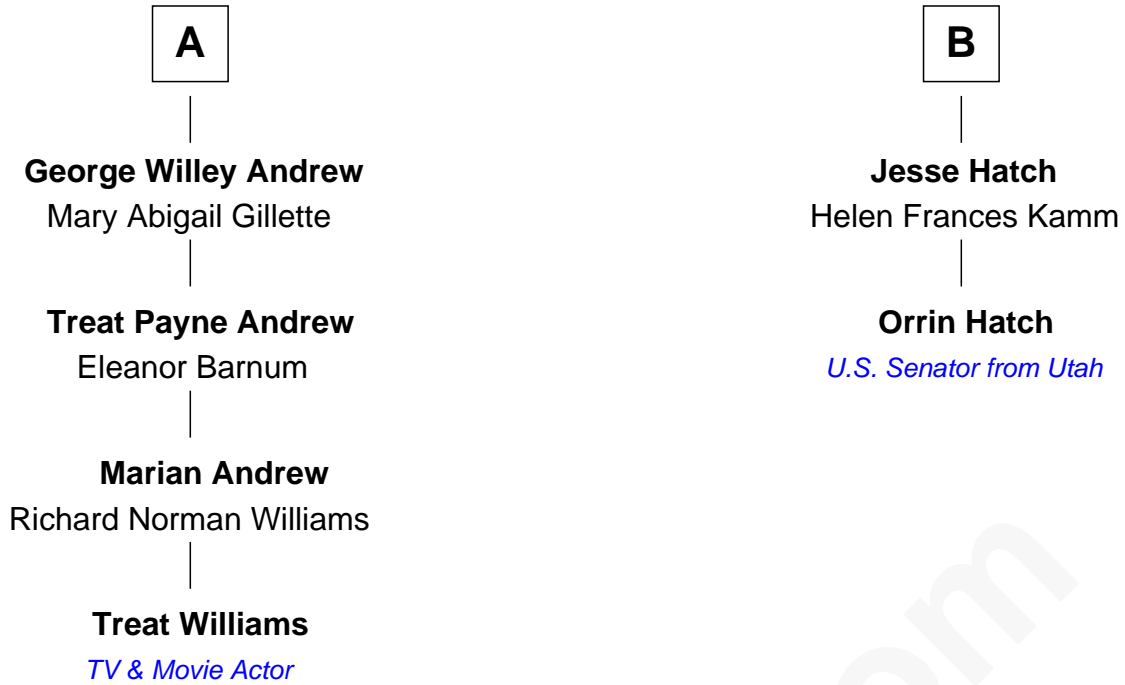 A
George Willey Andrew
Mary Abigail Gillette
Treat Payne Andrew
Eleanor Barnum
Marian Andrew
Richard Norman Williams
Treat Williams
TV & Movie Actor
B
Jesse Hatch
Helen Frances Kamm
Orrin Hatch
U.S. Senator from Utah
om